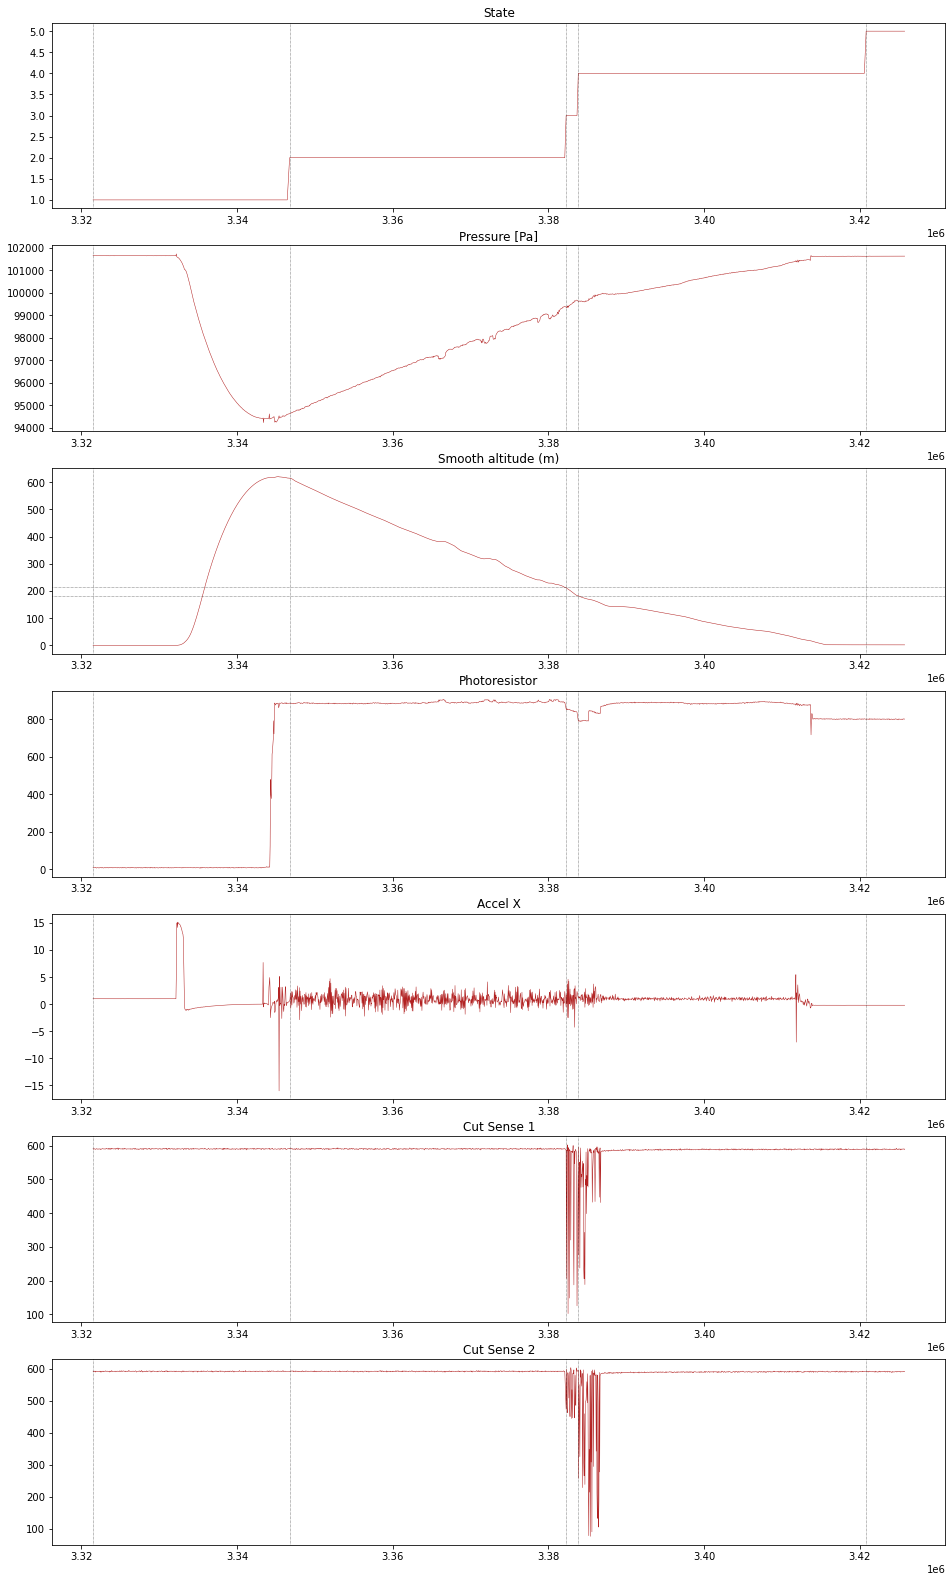 State
5.0
4.5
4.0
3.5
3.0
2.5
2.0
1.5
1.0
3.32 3.34 3.36 3.38 3.40 3.42
1e6
Pressure [Pa]
102000
101000
100000
99000
98000
97000
96000
95000
94000
3.32 3.34 3.36 3.38 3.40 3.42
1e6
Smooth altitude (m)
600
500
400
300
200
100
0
3.32 3.34 3.36 3.38 3.40 3.42
1e6
Photoresistor
800
600
400
200
0
3.32 3.34 3.36 3.38 3.40 3.42
1e6
Accel X
15
10
5
0
−5
−10
−15
3.32 3.34 3.36 3.38 3.40 3.42
1e6
Cut Sense 1
600
500
400
300
200
100
3.32 3.34 3.36 3.38 3.40 3.42
1e6
Cut Sense 2
600
500
400
300
200
100
3.32 3.34 3.36 3.38 3.40 3.42
1e6